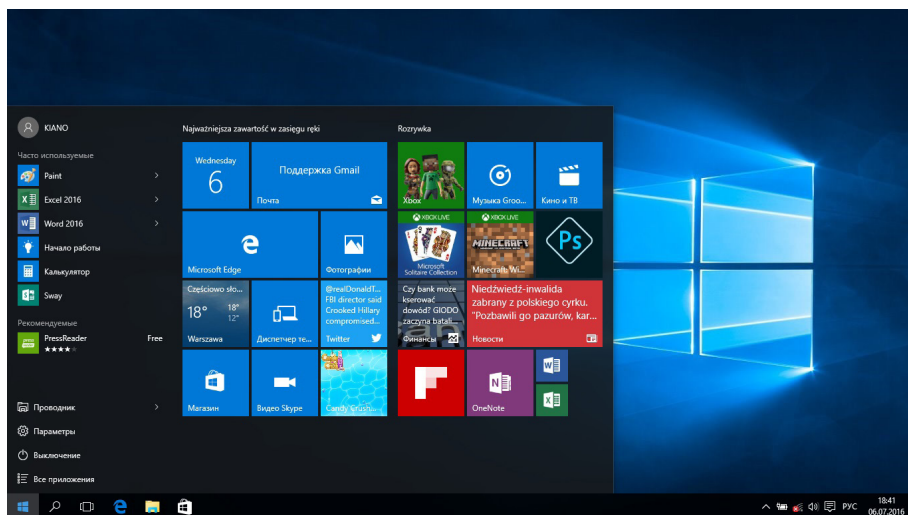 KIANO
Часто используемые
Paint
Excel 2016
Word 2016
Начало работы
Калькулятор
Sway
Рекомендуемые
PressReader
Free
Проводник
Параметры
Выключение
Все приложения
Najważniejsza zawartość w zasięgu ręki
Wednesday
6
Поддержка Gmail
Почта
Microsoft Edge
Фотографии
Częściowo sło...
18° 18°
12°
Warszawa
Диспетчер те...
@realDonaldT...
FBI director said
Crooked Hillary
compromised...
Twitter
Магазин
Видео Skype
Candy Crush...
Rozrywka
Xbox
Музыка Groo...
Кино и ТВ
XBOX LIVE
Microsoft
Solitaire Collection
XBOX LIVE
MINECRAFT
Minecraft: Wi...
Ps
Czy bank może
kserować
dowód? GIODO
zaczyna batali...
Финансы
Niedźwiedź-inwalida
zabrany z polskiego cyrku.
"Pozbawili go pazurów, kar...
Новости
OneNote
РУС
18:41
06.07.2016